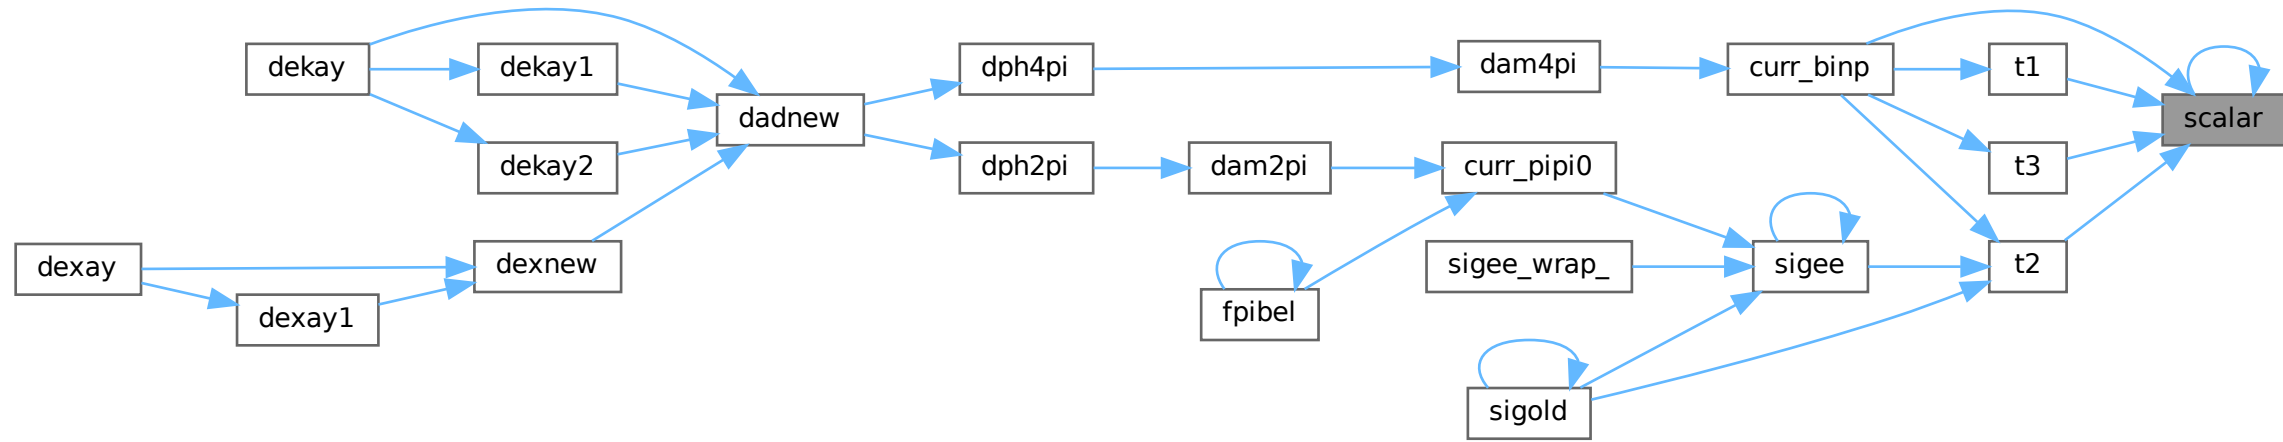 dekay
dekay1
dekay2
dexay
dexay1
dexnew
dadnew
dph4pi
dph2pi
dam2pi
fpibel
dam4pi
curr_pipi0
sigee_wrap_
sigold
curr_binp
sigee
t1
t3
t2
scalar